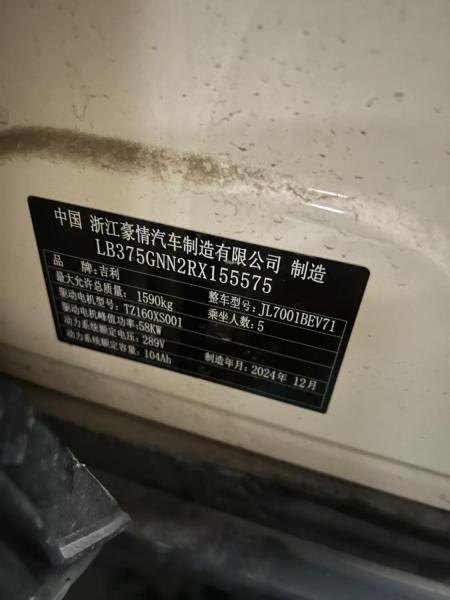 中国 浙江豪情汽车制造有限公司 制造
LB375GNN2RX155575
品 牌:吉利 整车型号:JL7001BEV71
最大允许总质量: 1590kg 乘坐人数:5
驱动电机型号:TZ160XS001
驱动电机峰值功率:58KW
动力系统额定电压: 289V
动力系统额定容量:104Ah 制造年月:2024年 12月